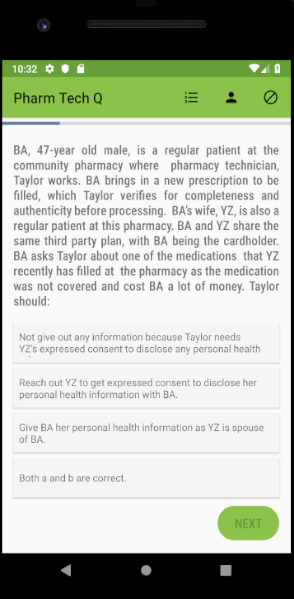 10:32
Pharm Tech Q
BA, 47-year old male, is a regular patient at the
community pharmacy where pharmacy technician,
Taylor works. BA brings in a new prescription to be
filled, which Taylor verifies for completeness and
authenticity before processing. BA's wife, YZ, is also a
regular patient at this pharmacy. BA and YZ share the
same third party plan, with BA being the cardholder.
BA asks Taylor about one of the medications that YZ
recently has filled at the pharmacy as the medication
was not covered and cost BA a lot of money. Taylor
should:
Not give out any information because Taylor needs
YZ's expressed consent to disclose any personal health
Reach out YZ to get expressed consent to disclose her
personal health information with BA.
Give BA her personal health information as YZ is spouse
of BA.
Both a and b are correct.
NEXT